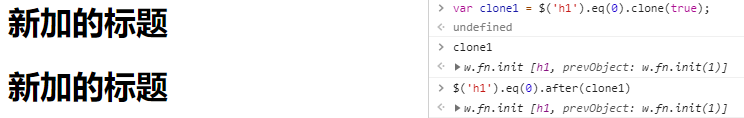 新加的标题
新加的标题
var clone1 = $('h1').eq(0).clone(true);
undefined
clone1
w.fn.init [h1, prevObject: w.fn.init(1)]
$('h1').eq(0).after(clone1)
w.fn.init [h1, prevObject: w.fn.init(1)]